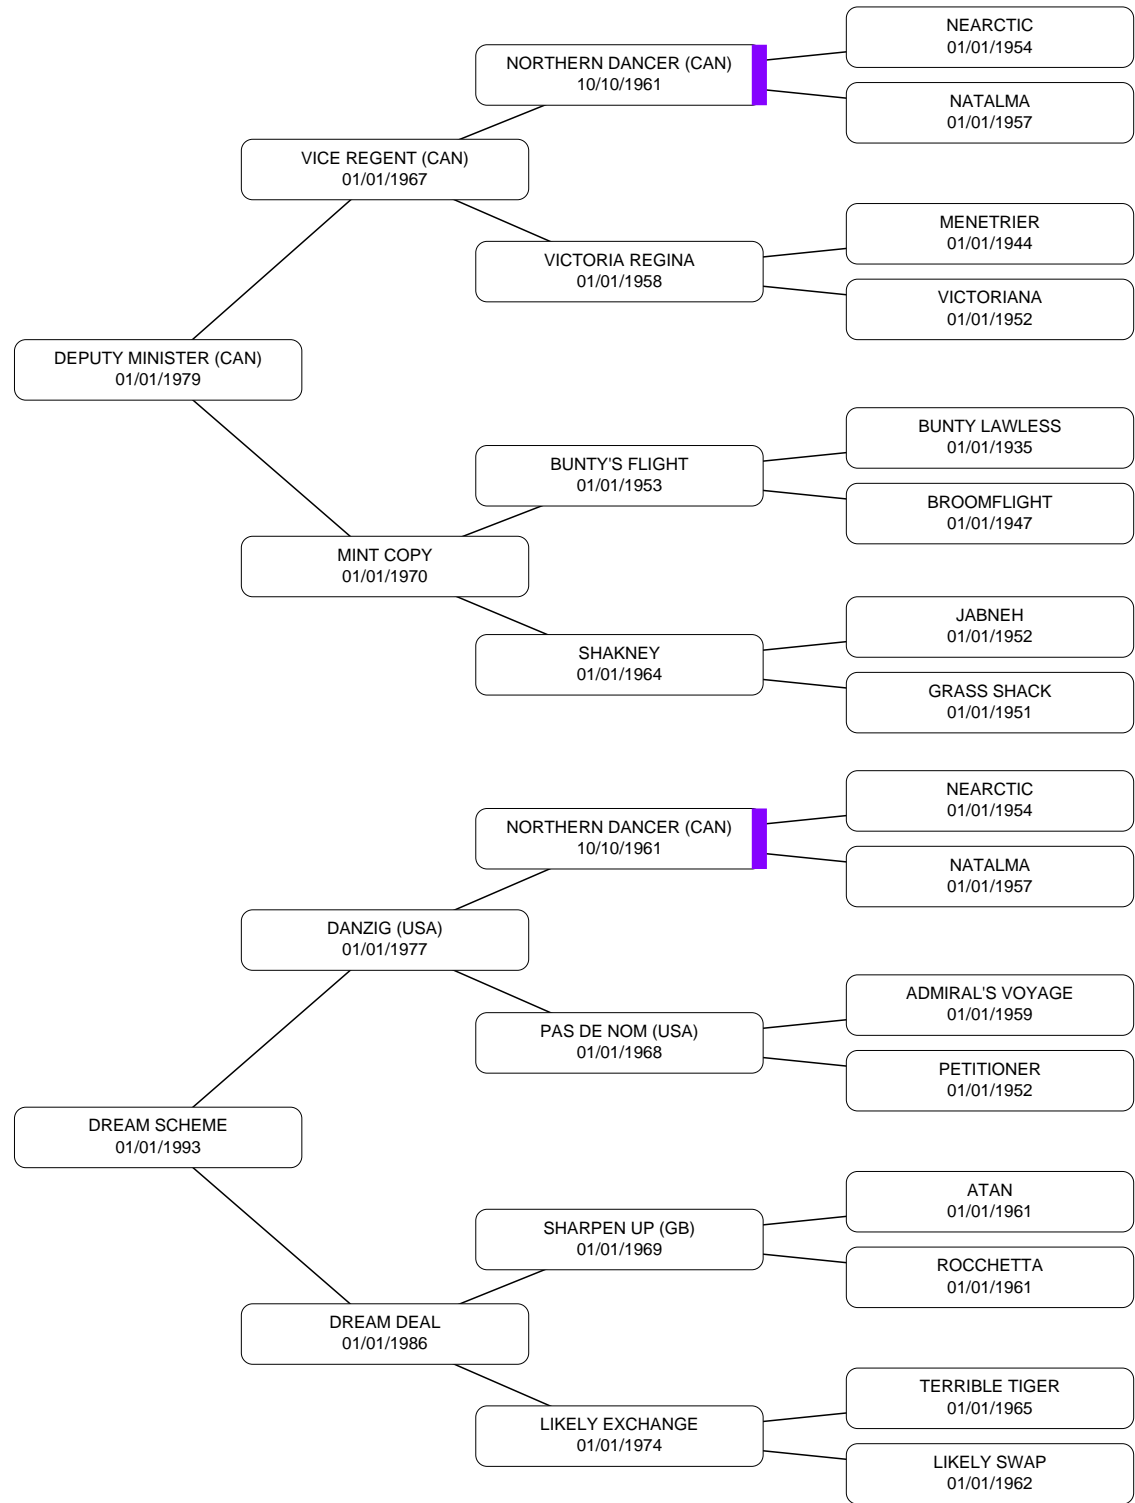 NEARCTIC
01/01/1954
NORTHERN DANCER (CAN)
10/10/1961
NATALMA
01/01/1957
VICE REGENT (CAN)
01/01/1967
MENETRIER
01/01/1944
VICTORIA REGINA
01/01/1958
VICTORIANA
01/01/1952
DEPUTY MINISTER (CAN)
01/01/1979
BUNTY LAWLESS
01/01/1935
BUNTY'S FLIGHT
01/01/1953
BROOMFLIGHT
01/01/1947
MINT COPY
01/01/1970
JABNEH
01/01/1952
SHAKNEY
01/01/1964
GRASS SHACK
01/01/1951
NEARCTIC
01/01/1954
NORTHERN DANCER (CAN)
10/10/1961
NATALMA
01/01/1957
DANZIG (USA)
01/01/1977
ADMIRAL'S VOYAGE
01/01/1959
PAS DE NOM (USA)
01/01/1968
PETITIONER
01/01/1952
DREAM SCHEME
01/01/1993
ATAN
01/01/1961
SHARPEN UP (GB)
01/01/1969
ROCCHETTA
01/01/1961
DREAM DEAL
01/01/1986
TERRIBLE TIGER
01/01/1965
LIKELY EXCHANGE
01/01/1974
LIKELY SWAP
01/01/1962